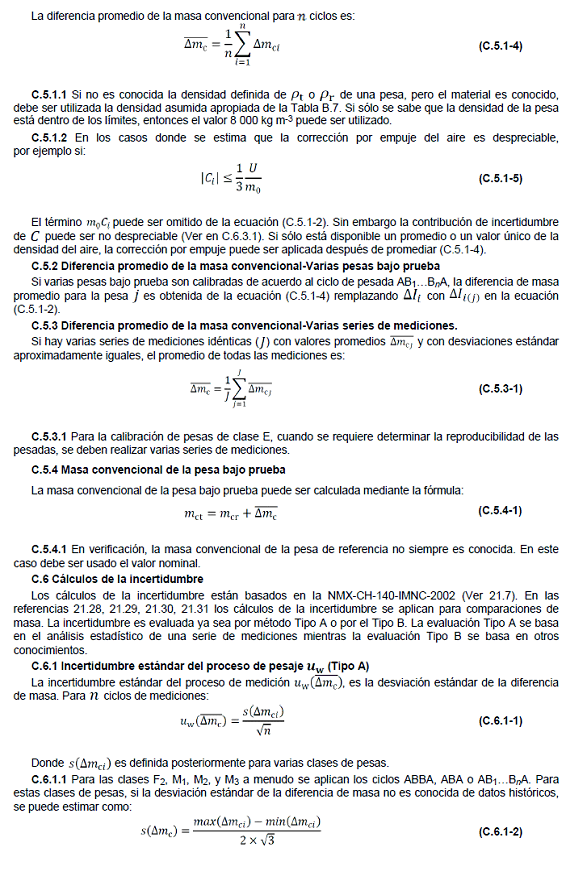 La diferencia promedio de la masa convencional para n ciclos es:
$\overline{\Delta m_c} = \frac{1}{n} \sum_{i=1}^{n} \Delta m_{ci}$ (C.5.1-4)
C.5.1.1 Si no es conocida la densidad definida de $\rho_t$ o $\rho_r$ de una pesa, pero el material es conocido,
debe ser utilizada la densidad asumida apropiada de la Tabla B.7. Si sólo se sabe que la densidad de la pesa
está dentro de los límites, entonces el valor 8 000 kg m$^{-3}$ puede ser utilizado.
C.5.1.2 En los casos donde se estima que la corrección por empuje del aire es despreciable,
por ejemplo si:
$|C_i| \leq \frac{1}{3} \frac{U}{m_0}$ (C.5.1-5)
El término $m_0 C_i$ puede ser omitido de la ecuación (C.5.1-2). Sin embargo la contribución de incertidumbre
de $C$ puede ser no despreciable (Ver en C.6.3.1). Si sólo está disponible un promedio o un valor único de la
densidad del aire, la corrección por empuje puede ser aplicada después de promediar (C.5.1-4).
C.5.2 Diferencia promedio de la masa convencional-Varias pesas bajo prueba
Si varias pesas bajo prueba son calibradas de acuerdo al ciclo de pesada AB$_1$…B$_n$A, la diferencia de masa
promedio para la pesa $j$ es obtenida de la ecuación (C.5.1-4) remplazando $\Delta I_i$ con $\Delta I_{i(j)}$ en la ecuación
(C.5.1-2).
C.5.3 Diferencia promedio de la masa convencional-Varias series de mediciones.
Si hay varias series de mediciones idénticas ($J$) con valores promedios $\overline{\Delta m_{cj}}$ y con desviaciones estándar
aproximadamente iguales, el promedio de todas las mediciones es:
$\overline{\Delta m_c} = \frac{1}{J} \sum_{j=1}^{J} \overline{\Delta m_{cj}}$ (C.5.3-1)
C.5.3.1 Para la calibración de pesas de clase E, cuando se requiere determinar la reproducibilidad de las
pesadas, se deben realizar varias series de mediciones.
C.5.4 Masa convencional de la pesa bajo prueba
La masa convencional de la pesa bajo prueba puede ser calculada mediante la fórmula:
$m_{ct} = m_{cr} + \overline{\Delta m_c}$ (C.5.4-1)
C.5.4.1 En verificación, la masa convencional de la pesa de referencia no siempre es conocida. En este
caso debe ser usado el valor nominal.
C.6 Cálculos de la incertidumbre
Los cálculos de la incertidumbre están basados en la NMX-CH-140-IMNC-2002 (Ver 21.7). En las
referencias 21.28, 21.29, 21.30, 21.31 los cálculos de la incertidumbre se aplican para comparaciones de
masa. La incertidumbre es evaluada ya sea por método Tipo A o por el Tipo B. La evaluación Tipo A se basa
en el análisis estadístico de una serie de mediciones mientras la evaluación Tipo B se basa en otros
conocimientos.
C.6.1 Incertidumbre estándar del proceso de pesaje $u_w$ (Tipo A)
La incertidumbre estándar del proceso de medición $u_w(\overline{\Delta m_c})$, es la desviación estándar de la diferencia
de masa. Para $n$ ciclos de mediciones:
$u_w(\overline{\Delta m_c}) = \frac{s(\Delta m_{ci})}{\sqrt{n}}$ (C.6.1-1)
Donde $s(\Delta m_{ci})$ es definida posteriormente para varias clases de pesas.
C.6.1.1 Para las clases F$_2$, M$_1$, M$_2$, y M$_3$ a menudo se aplican los ciclos ABBA, ABA o AB$_1$…B$_n$A. Para
estas clases de pesas, si la desviación estándar de la diferencia de masa no es conocida de datos históricos,
se puede estimar como:
$s(\Delta m_c) = \frac{max(\Delta m_{ci}) - min(\Delta m_{ci})}{2 \times \sqrt{3}}$ (C.6.1-2)